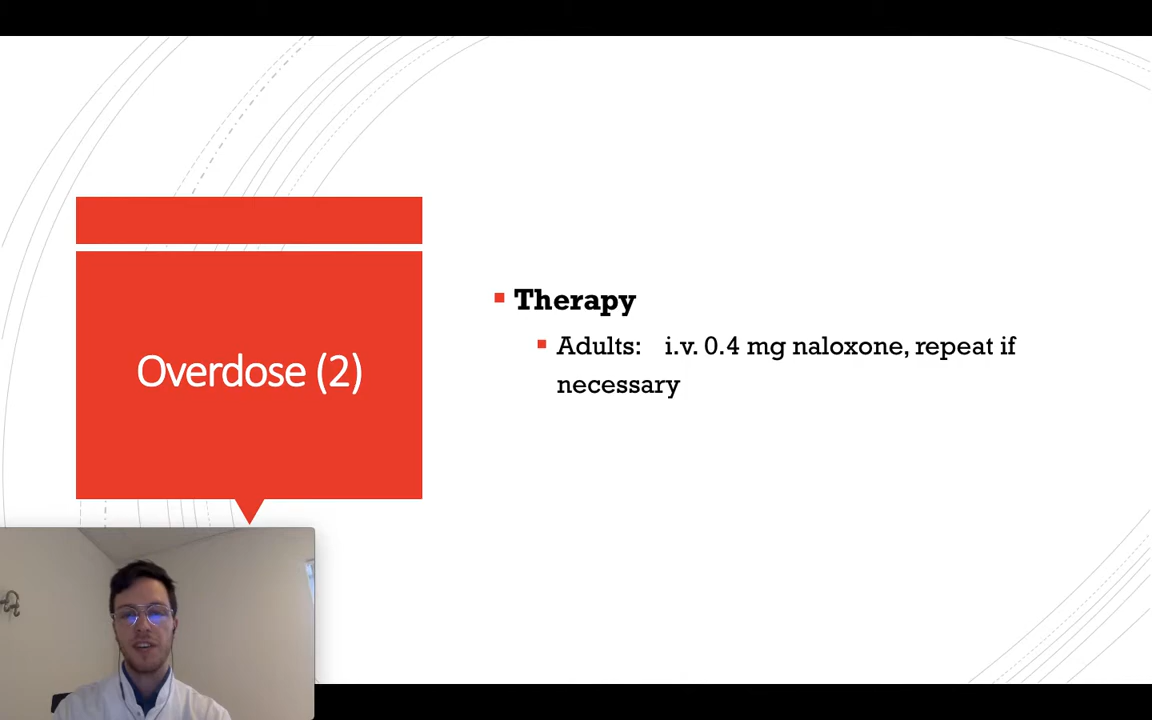 Overdose (2)
Therapy
Adults: i.v. 0.4 mg naloxone, repeat if
necessary